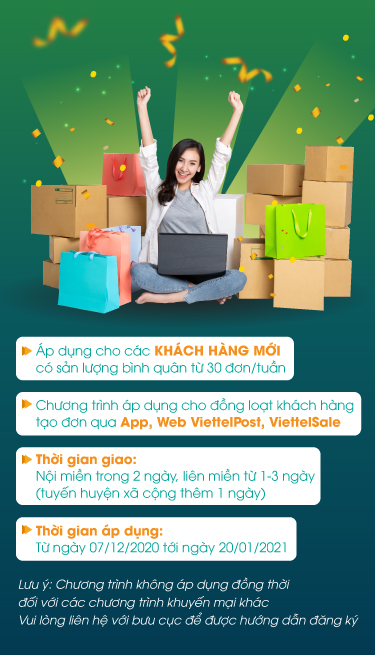 Áp dụng cho các KHÁCH HÀNG MỚI
có sản lượng bình quân từ 30 đơn/tuần
Chương trình áp dụng cho đồng loạt khách hàng
tạo đơn qua App, Web ViettelPost, ViettelSale
Thời gian giao:
Nội miền trong 2 ngày, liên miền từ 1-3 ngày
(tuyến huyện xã cộng thêm 1 ngày)
Thời gian áp dụng:
Từ ngày 07/12/2020 tới ngày 20/01/2021
Lưu ý: Chương trình không áp dụng đồng thời
đối với các chương trình khuyến mại khác
Vui lòng liên hệ với bưu cục để được hướng dẫn đăng ký